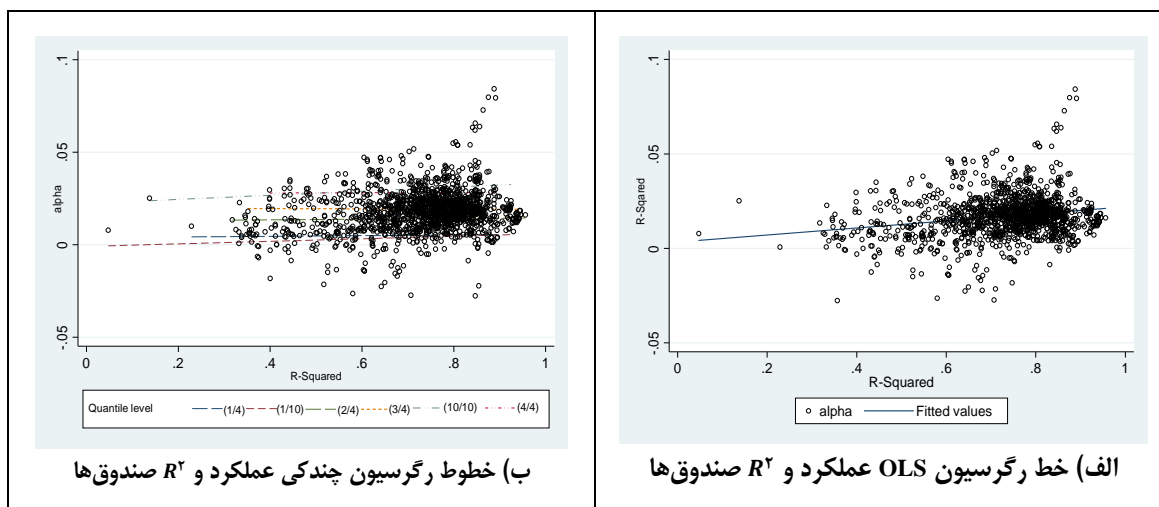 .1
.05
0
-.05
R-Squared
0 .2 .4 .6 .8 1
R-Squared
alpha Fitted values
الف) خط رگرسیون OLS عملکرد و R² صندوق‌ها
.1
.05
0
-.05
alpha
0 .2 .4 .6 .8 1
R-Squared
Quantile level (1/4) (1/10) (2/4) (3/4) (10/10) (4/4)
ب) خطوط رگرسیون چندکی عملکرد و R² صندوق‌ها